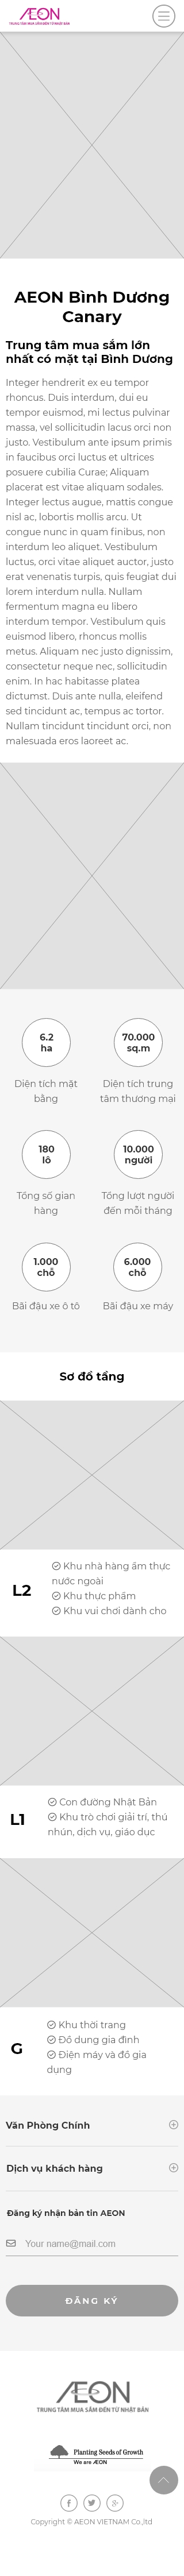 ÆON
TRUNG TÂM MUA SẮM ĐẾN TỪ NHẬT BẢN
AEON Bình Dương
Canary
Trung tâm mua sắm lớn
nhất có mặt tại Bình Dương
Integer hendrerit ex eu tempor
rhoncus. Duis interdum, dui eu
tempor euismod, mi lectus pulvinar
massa, vel sollicitudin lacus orci non
justo. Vestibulum ante ipsum primis
in faucibus orci luctus et ultrices
posuere cubilia Curae; Aliquam
placerat est vitae aliquam sodales.
Integer lectus augue, mattis congue
nisl ac, lobortis mollis arcu. Ut
congue nunc in quam finibus, non
interdum leo aliquet. Vestibulum
luctus, orci vitae aliquet auctor, justo
erat venenatis turpis, quis feugiat dui
lorem interdum nulla. Nullam
fermentum magna eu libero
interdum tempor. Vestibulum quis
euismod libero, rhoncus mollis
metus. Aliquam nec justo dignissim,
consectetur neque nec, sollicitudin
enim. In hac habitasse platea
dictumst. Duis ante nulla, eleifend
sed tincidunt ac, tempus ac tortor.
Nullam tincidunt tincidunt orci, non
malesuada eros laoreet ac.
6.2
ha
Diện tích mặt
bằng
70.000
sq.m
Diện tích trung
tâm thương mại
180
lô
Tổng số gian
hàng
10.000
người
Tổng lượt người
đến mỗi tháng
1.000
chỗ
Bãi đậu xe ô tô
6.000
chỗ
Bãi đậu xe máy
Sơ đồ tầng
L2
Khu nhà hàng ẩm thực
nước ngoài
Khu thực phẩm
Khu vui chơi dành cho
L1
Con đường Nhật Bản
Khu trò chơi giải trí, thú
nhún, dịch vụ, giáo dục
G
Khu thời trang
Đồ dung gia đình
Điện máy và đồ gia
dung
Văn Phòng Chính
Dịch vụ khách hàng
Đăng ký nhận bản tin AEON
Your name@mail.com
ĐĂNG KÝ
ÆON
TRUNG TÂM MUA SẮM ĐẾN TỪ NHẬT BẢN
Planting Seeds of Growth
We are ÆON
Copyright © AEON VIETNAM Co.,ltd